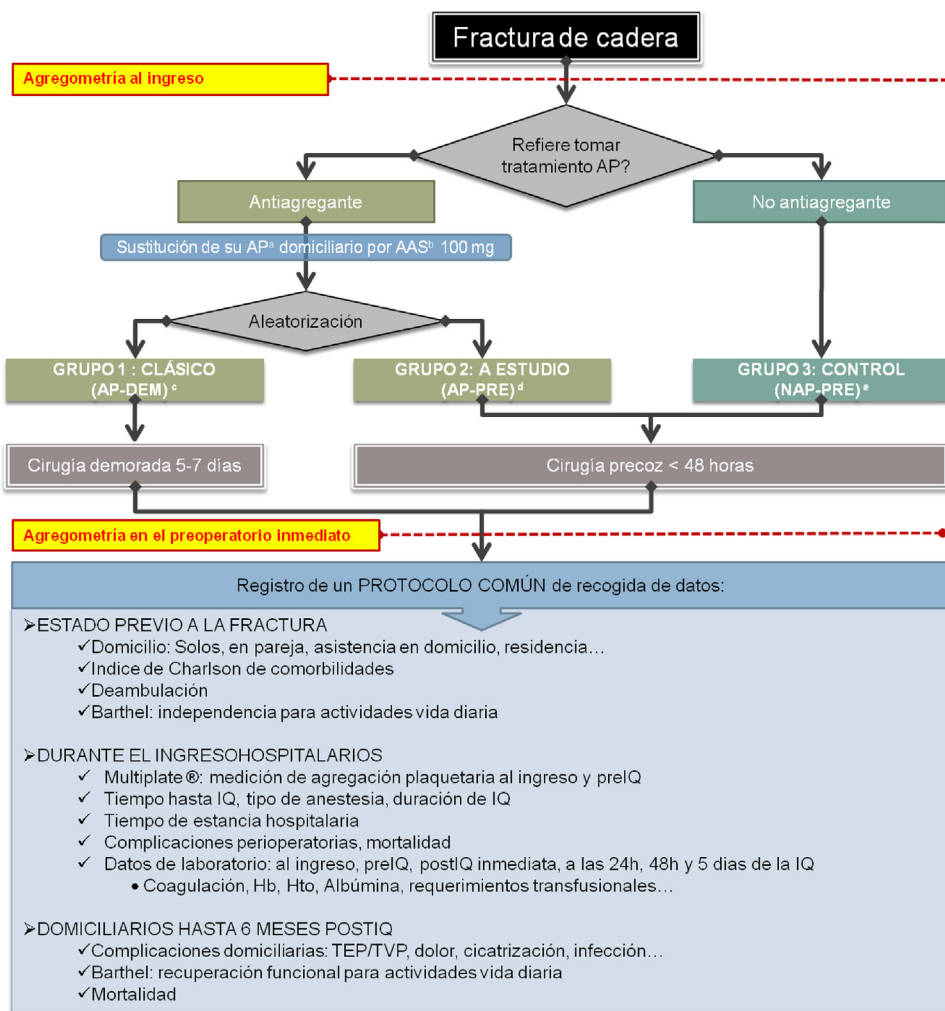 Fractura de cadera
Agregometría al ingreso
Refiere tomar
tratamiento AP?
Antiagregante
No antiagregante
Sustitución de su APᵃ domiciliario por AASᵇ 100 mg
Aleatorización
GRUPO 1 : CLÁSICO
(AP-DEM) ᶜ
GRUPO 2: A ESTUDIO
(AP-PRE) ᵈ
GRUPO 3: CONTROL
(NAP-PRE)ᵉ
Cirugía demorada 5-7 días
Cirugía precoz < 48 horas
Agregometría en el preoperatorio inmediato
Registro de un PROTOCOLO COMÚN de recogida de datos:
➢ESTADO PREVIO A LA FRACTURA
✓Domicilio: Solos, en pareja, asistencia en domicilio, residencia…
✓Indice de Charlson de comorbilidades
✓Deambulación
✓Barthel: independencia para actividades vida diaria
➢DURANTE EL INGRESOHOSPITALARIOS
✓ Multiplate ®: medición de agregación plaquetaria al ingreso y preIQ
✓ Tiempo hasta IQ, tipo de anestesia, duración de IQ
✓ Tiempo de estancia hospitalaria
✓ Complicaciones perioperatorias, mortalidad
✓ Datos de laboratorio: al ingreso, preIQ, postIQ inmediata, a las 24h, 48h y 5 dias de la IQ
• Coagulación, Hb, Hto, Albúmina, requerimientos transfusionales…
➢DOMICILIARIOS HASTA 6 MESES POSTIQ
✓Complicaciones domiciliarias: TEP/TVP, dolor, cicatrización, infección…
✓Barthel: recuperación funcional para actividades vida diaria
✓Mortalidad